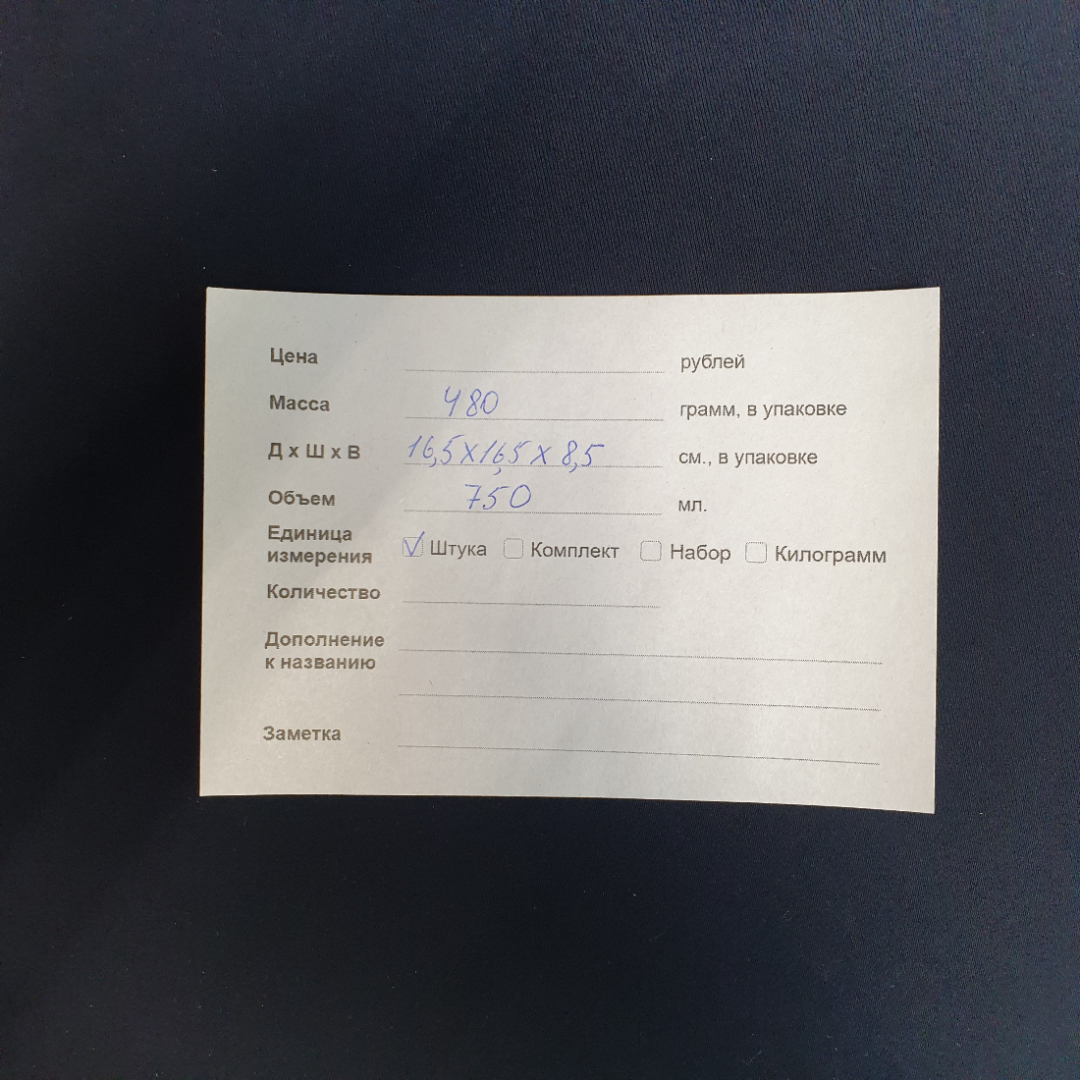 Цена рублей
Масса 480 грамм, в упаковке
Д х Ш х В 16,5х16,5х8,5 см., в упаковке
Объем 750 мл.
Единица измерения Штука Комплект Набор Килограмм
Количество
Дополнение
к названию
Заметка